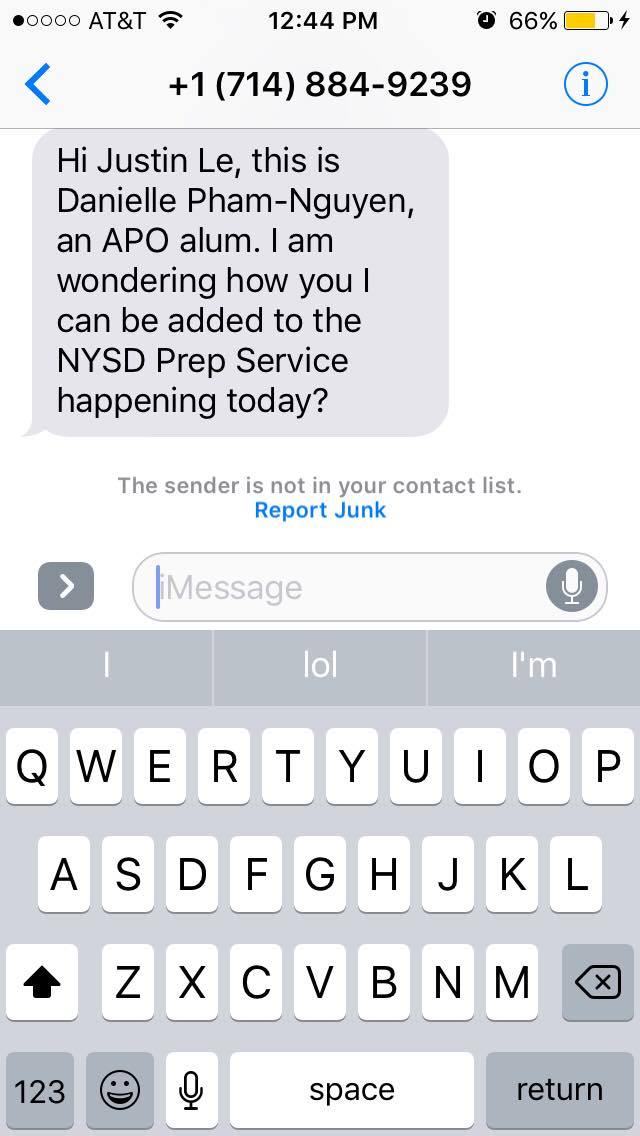 AT&T 12:44 PM 66%
+1 (714) 884-9239
Hi Justin Le, this is
Danielle Pham-Nguyen,
an APO alum. I am
wondering how you I
can be added to the
NYSD Prep Service
happening today?
The sender is not in your contact list.
Report Junk
iMessage
I lol I'm
Q W E R T Y U I O P
A S D F G H J K L
Z X C V B N M
123 space return